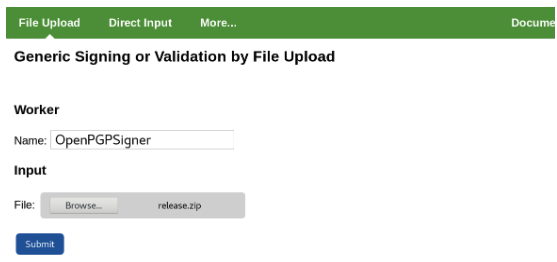 File Upload Direct Input More...
Generic Signing or Validation by File Upload
Worker
Name: OpenPGPSigner
Input
File: Browse... release.zip
Submit